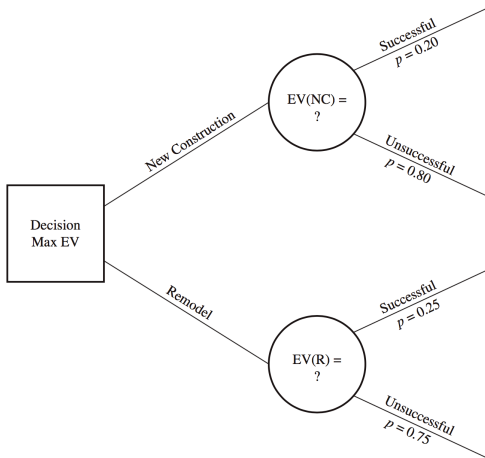 Successful
p = 0.20
EV(NC) =
?
New Construction
Unsuccessful
p = 0.80
Decision
Max EV
Remodel
Successful
p = 0.25
EV(R) =
?
Unsuccessful
p = 0.75